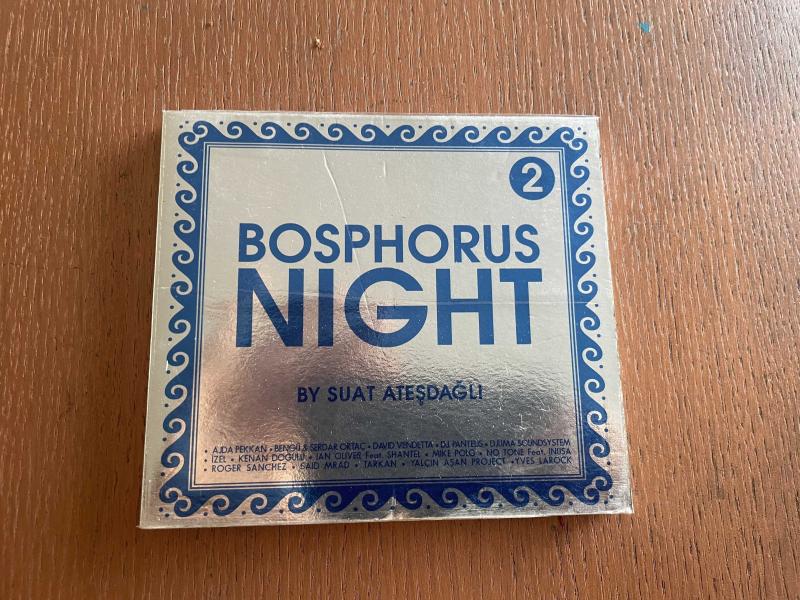 2
BOSPHORUS
NIGHT
BY SUAT ATEŞDAĞLI
• AJDA PEKKAN • BENGÜ & SERDAR ORTAÇ • DAVID VENDETTA • DJ PANTELIS • DJUMA SOUNDSYSTEM
• İZEL • KENAN DOĞULU • IAN OLIVER Feat. SHANTEL • MIKE POLO • NO TONE Feat. INUSA
• ROGER SANCHEZ • SAID MRAD • TARKAN • YALÇIN AŞAN PROJECT • YVES LAROCK